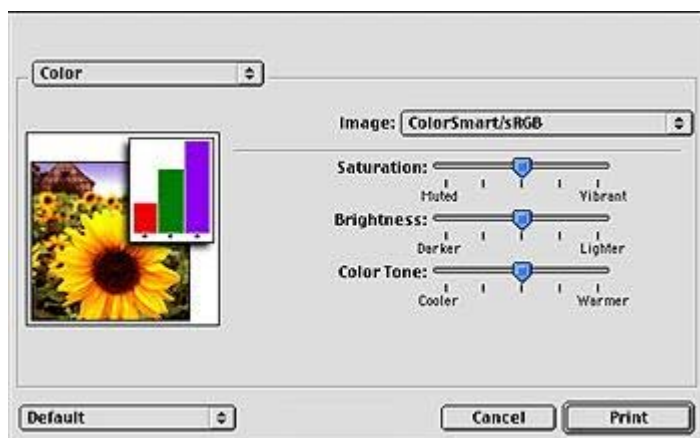 Color
Image: ColorSmart/sRGB
Saturation:
Muted Vibrant
Brightness:
Darker Lighter
Color Tone:
Cooler Warmer
Default Cancel Print